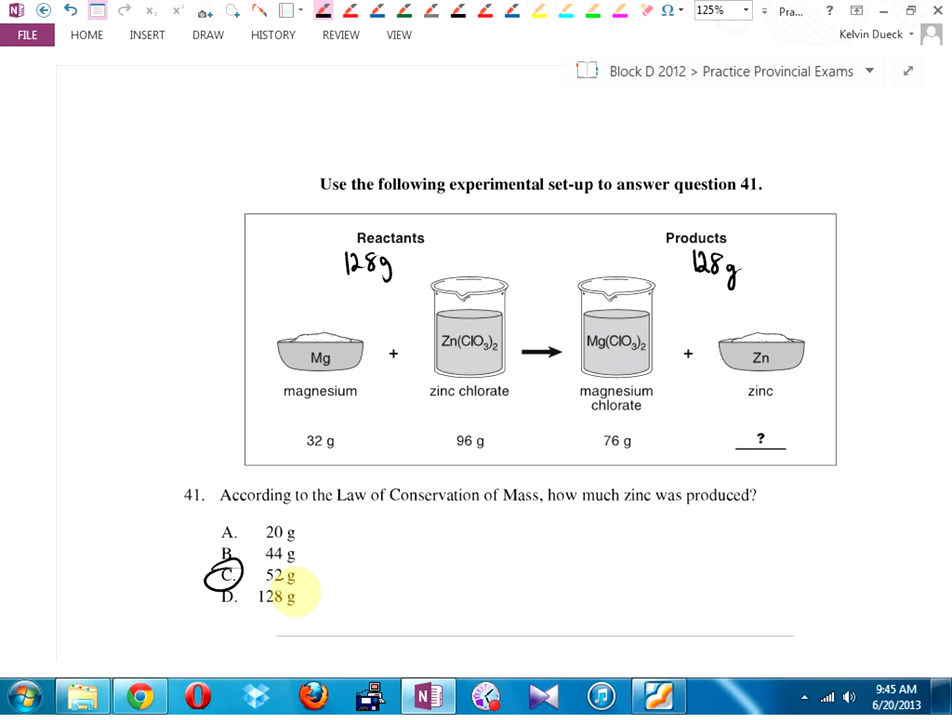 125%
Pra...
?
FILE HOME INSERT DRAW HISTORY REVIEW VIEW
Kelvin Dueck
Block D 2012 > Practice Provincial Exams
Use the following experimental set-up to answer question 41.
Reactants Products
128g 128g
Mg + Zn(ClO₃)₂ → Mg(ClO₃)₂ + Zn
magnesium zinc chlorate magnesium chlorate zinc
32 g 96 g 76 g ?
41. According to the Law of Conservation of Mass, how much zinc was produced?
A. 20 g
B. 44 g
C. 52 g
D. 128 g
9:45 AM
6/20/2013